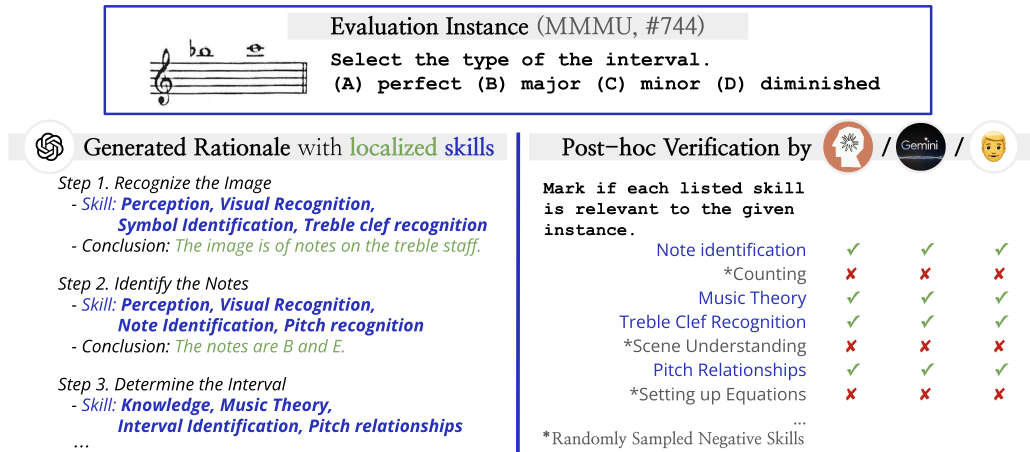 Evaluation Instance (MMMU, #744)
Select the type of the interval.
(A) perfect (B) major (C) minor (D) diminished
Generated Rationale with localized skills
Step 1. Recognize the Image
- Skill: Perception, Visual Recognition,
Symbol Identification, Treble clef recognition
- Conclusion: The image is of notes on the treble staff.
Step 2. Identify the Notes
- Skill: Perception, Visual Recognition,
Note Identification, Pitch recognition
- Conclusion: The notes are B and E.
Step 3. Determine the Interval
- Skill: Knowledge, Music Theory,
Interval Identification, Pitch relationships
...
Post-hoc Verification by / Gemini /
Mark if each listed skill
is relevant to the given
instance.
Note identification ✓ ✓ ✓
*Counting ✘ ✘ ✘
Music Theory ✓ ✓ ✓
Treble Clef Recognition ✓ ✓ ✓
*Scene Understanding ✘ ✘ ✘
Pitch Relationships ✓ ✓ ✓
*Setting up Equations ✘ ✘ ✘
...
*Randomly Sampled Negative Skills